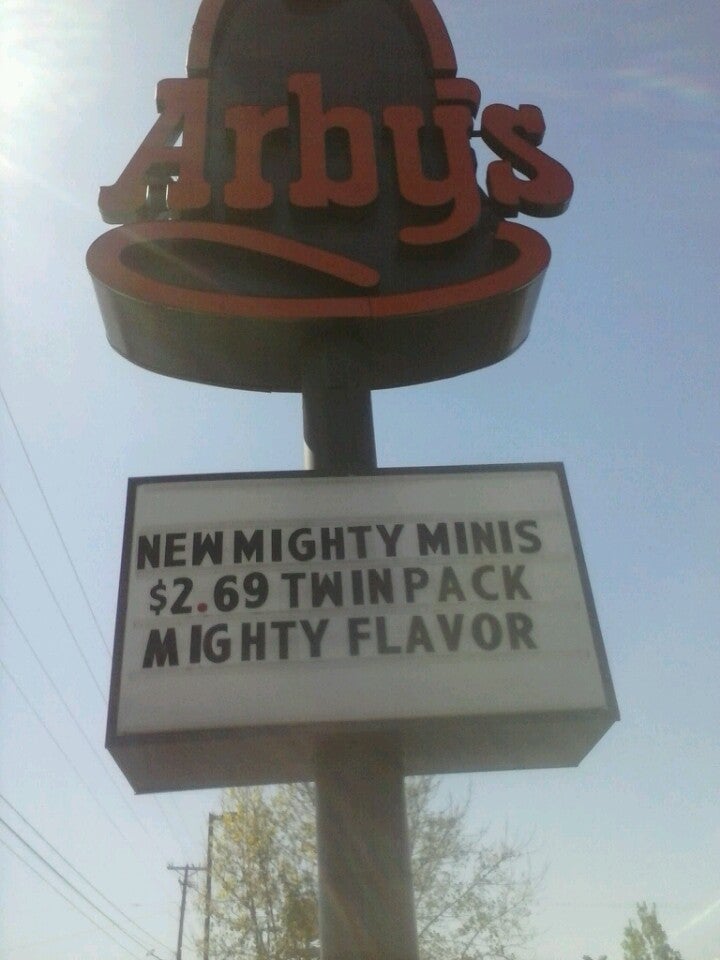 Arby's
NEW MIGHTY MINIS
$2.69 TWIN PACK
MIGHTY FLAVOR